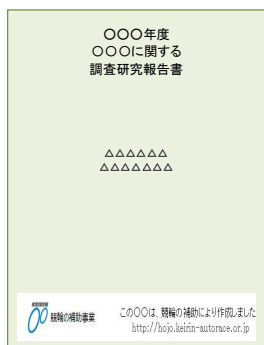 〇〇〇年度
〇〇〇に関する
調査研究報告書
△△△△△△
△△△△△△△
競輪の補助事業
この〇〇は、競輪の補助により作成しました
http://hojo.keirin-autorace.or.jp